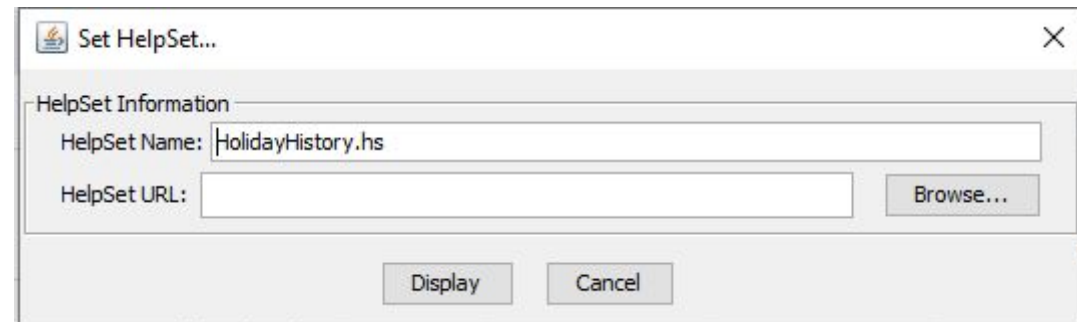 Set HelpSet...
HelpSet Information
HelpSet Name: HolidayHistory.hs
HelpSet URL: Browse...
Display Cancel